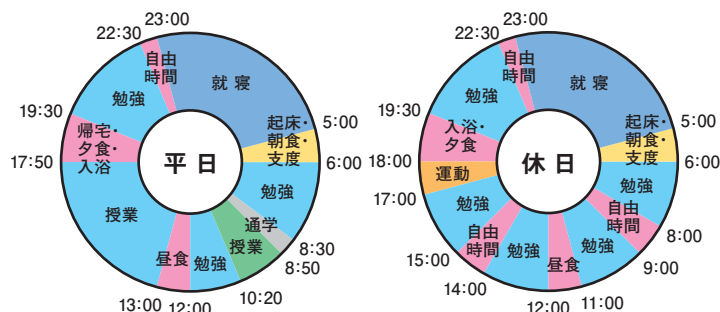 23:00
22:30
自由
時間
就寝
勉強
19:30
5:00
起床・
朝食・
支度
帰宅・
夕食・
入浴
平日
17:50
6:00
勉強
授業
通学
8:30
授業
8:50
昼食
勉強
10:20
13:00
12:00
23:00
22:30
自由
時間
就寝
勉強
19:30
5:00
起床・
朝食・
支度
入浴・
夕食
休日
18:00
6:00
運動
勉強
17:00
勉強
自由
時間
8:00
自由
時間
勉強
勉強
15:00
9:00
昼食
14:00
11:00
12:00